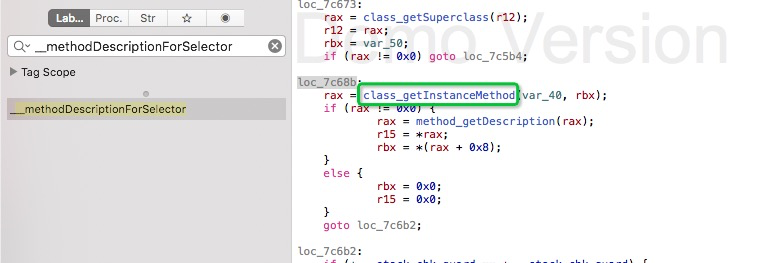 Lab... Proc. Str
__methodDescriptionForSelector
Tag Scope
___methodDescriptionForSelector
Demo Version
loc_7c673:
rax = class_getSuperclass(r12);
r12 = rax;
rbx = var_50;
if (rax != 0x0) goto loc_7c5b4;
loc_7c68b:
rax = class_getInstanceMethod(var_40, rbx);
if (rax != 0x0) {
rax = method_getDescription(rax);
r15 = *rax;
rbx = *(rax + 0x8);
}
else {
rbx = 0x0;
r15 = 0x0;
}
goto loc_7c6b2;
loc_7c6b2: